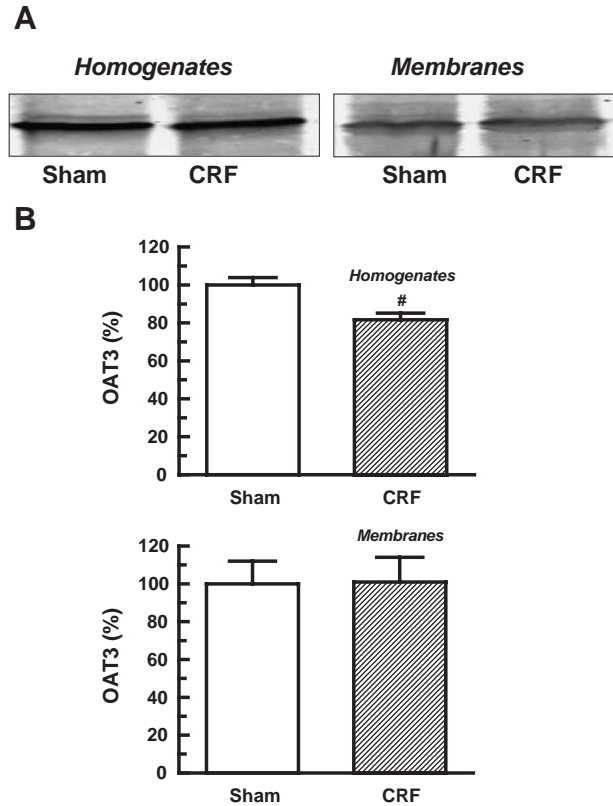 A
Homogenates Membranes
Sham CRF Sham CRF
B
120
100
80
60
40
20
0
OAT3 (%)
Homogenates
#
Sham CRF
120
100
80
60
40
20
0
OAT3 (%)
Membranes
Sham CRF